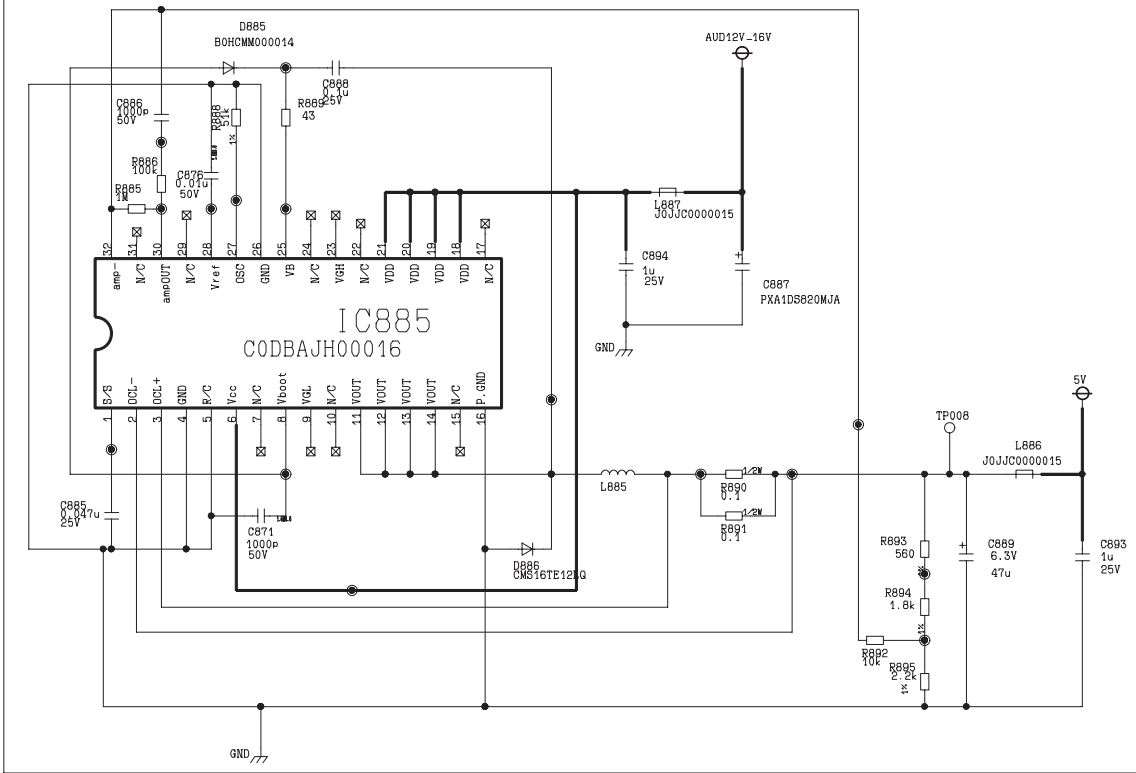 D885
B0HCMM000014
AUD12V-16V
C888
0.1u
25V
C886
1000p
50V
R888
51k
1%
R889
43
R886
100k
C876
0.01u
50V
R885
1M
L887
J0JJC0000015
C894
1u
25V
C887
PXA1DS820MJA
GND
32 31 30 29 28 27 26 25 24 23 22 21 20 19 18 17
amp- N/C ampOUT N/C Vref OSC GND VB N/C VGH N/C VDD VDD VDD VDD N/C
IC885
C0DBAJH00016
S/S OCL- OCL+ GND R/C Vcc N/C Vboot VGL N/C VOUT VOUT VOUT VOUT N/C P.GND
1 2 3 4 5 6 7 8 9 10 11 12 13 14 15 16
5V
TP008
L886
J0JJC0000015
L885
1/2W
R890
0.1
1/2W
R891
0.1
C885
0.047u
25V
C871
1000p
50V
D886
CMS16TE12LQ
R893
560
1%
C889
6.3V
47u
C893
1u
25V
R894
1.8k
1%
R892
10k
R895
2.2k
1%
GND